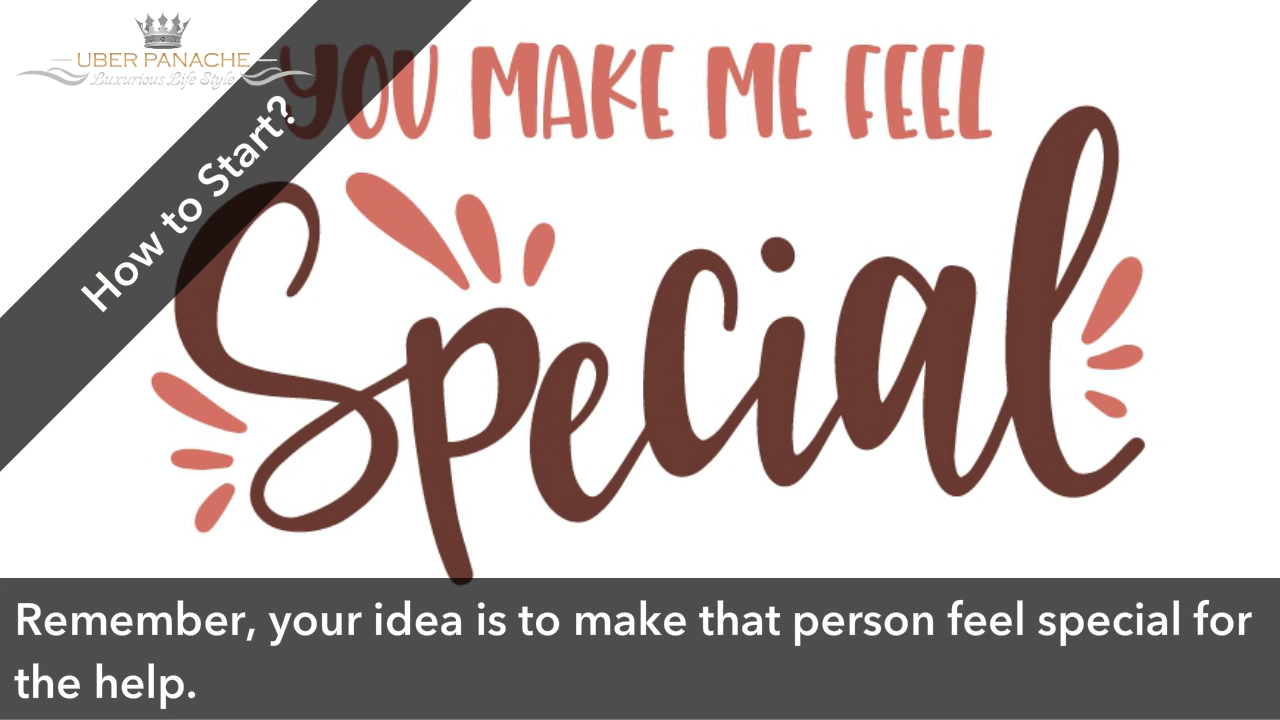 UBER PANACHE
Luxurious Life Style
How to Start?
YOU MAKE ME FEEL
Special
Remember, your idea is to make that person feel special for
the help.